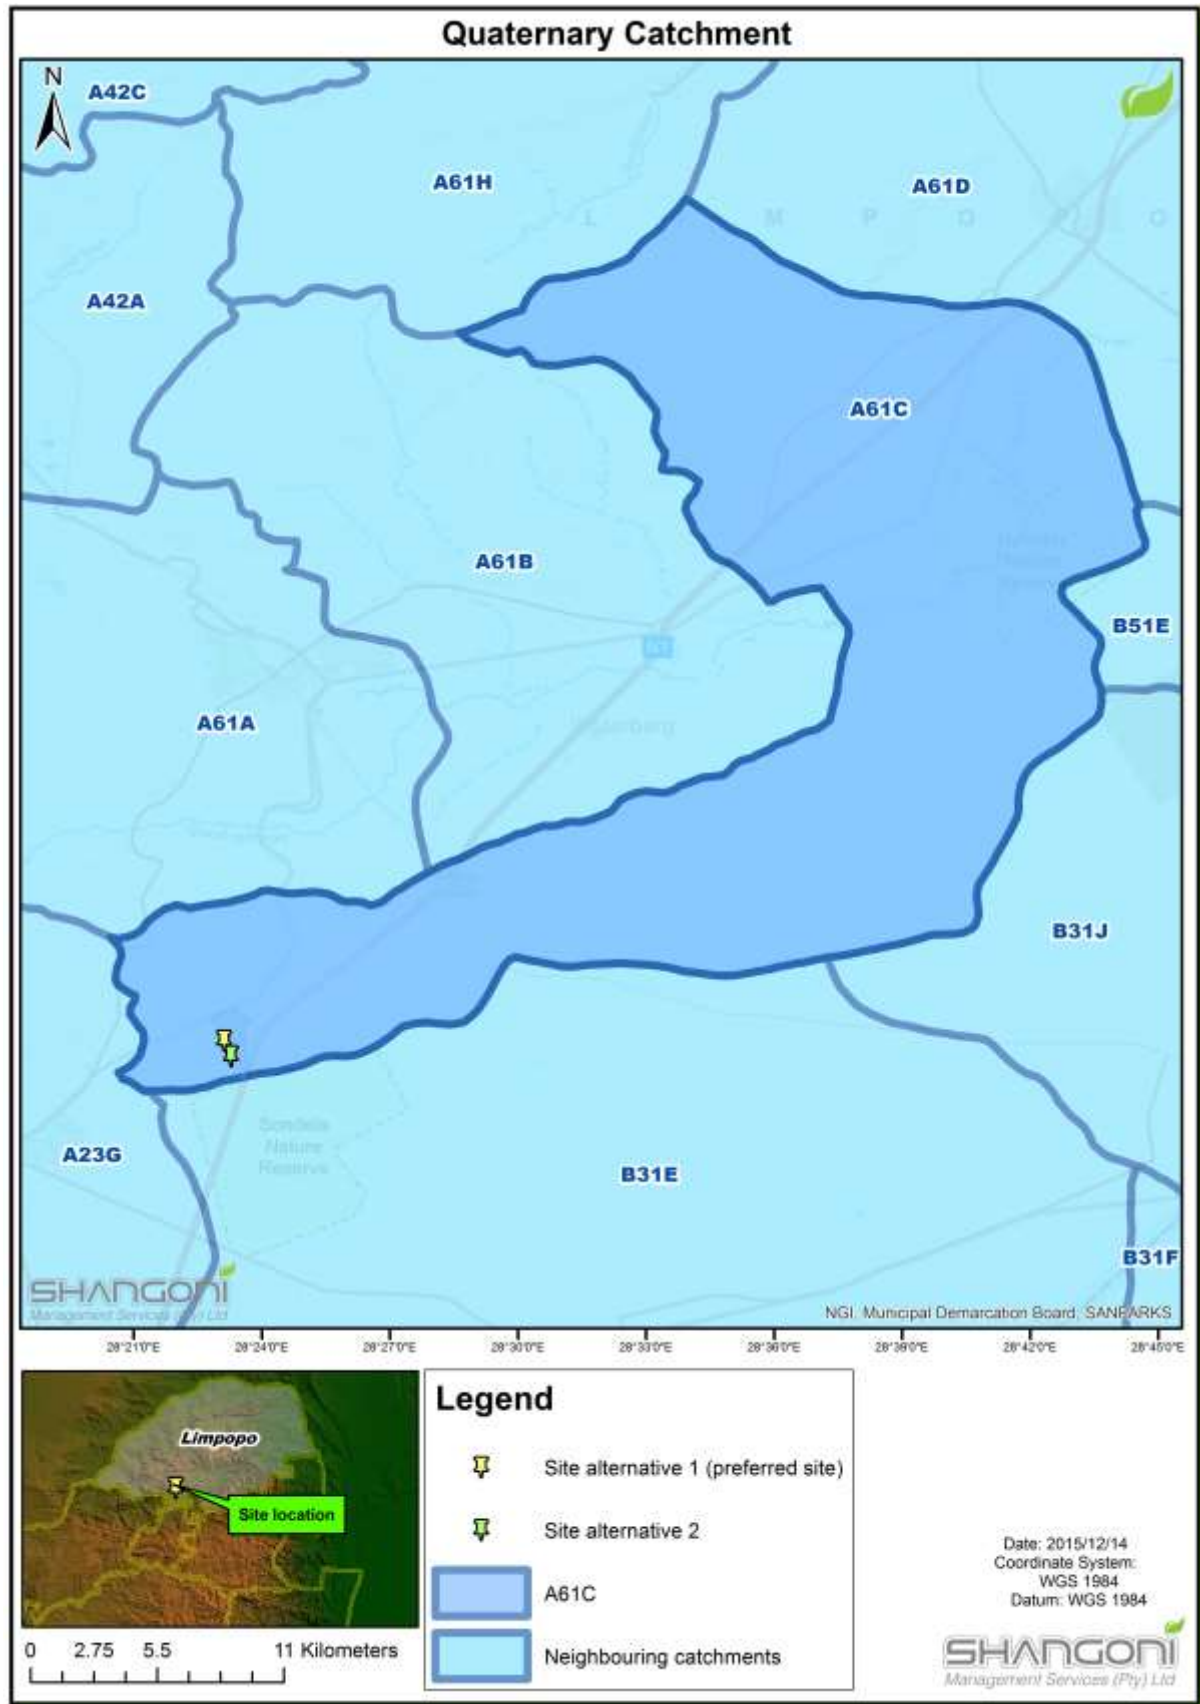 Quaternary Catchment
N
A42C
A61H
A61D
L M P O P O
A42A
A61C
A61B
B51E
N1
A61A
B31J
Sondela
Nature
Reserve
A23G
B31E
B31F
SHANGONI
Management Services (Pty) Ltd
NGI, Municipal Demarcation Board, SANPARKS
28°21'0"E 28°24'0"E 28°27'0"E 28°30'0"E 28°33'0"E 28°36'0"E 28°39'0"E 28°42'0"E 28°45'0"E
Limpopo
Site location
0 2.75 5.5 11 Kilometers
Legend
Site alternative 1 (preferred site)
Site alternative 2
A61C
Neighbouring catchments
Date: 2015/12/14
Coordinate System:
WGS 1984
Datum: WGS 1984
SHANGONI
Management Services (Pty) Ltd